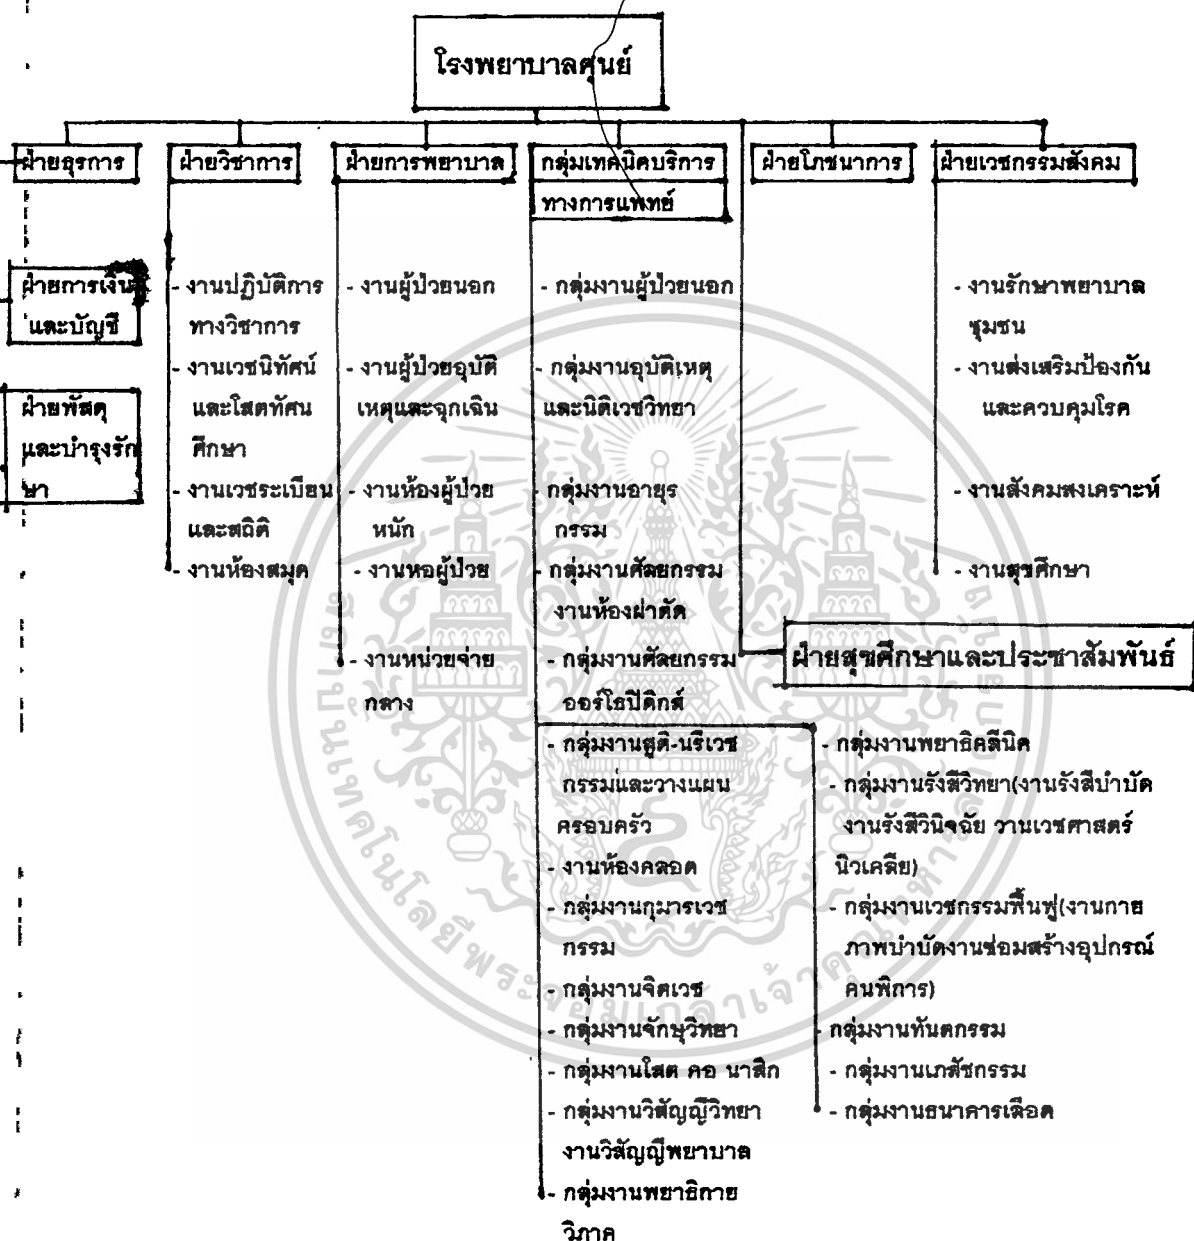 โรงพยาบาลศูนย์
ฝ่ายธุรการ
ฝ่ายวิชาการ
ฝ่ายการพยาบาล
กลุ่มเทคนิคบริการ
ทางการแพทย์
ฝ่ายโภชนาการ
ฝ่ายเวชกรรมสังคม
ฝ่ายการเงิน
และบัญชี
ฝ่ายพัสดุ
และบำรุงรัก
ษา
- งานปฏิบัติการ
ทางวิชาการ
- งานเวชนิทัศน์
และโสตทัศน
ศึกษา
- งานเวชระเบียน
และสถิติ
- งานห้องสมุด
- งานผู้ป่วยนอก
- งานผู้ป่วยอุบัติ
เหตุและฉุกเฉิน
- งานห้องผู้ป่วย
หนัก
- งานหอผู้ป่วย
- งานหน่วยจ่าย
กลาง
- กลุ่มงานผู้ป่วยนอก
- กลุ่มงานอุบัติเหตุ
และนิติเวชวิทยา
- กลุ่มงานอายุร
กรรม
- กลุ่มงานศัลยกรรม
งานห้องผ่าตัด
- กลุ่มงานศัลยกรรม
ออร์โธปิดิกส์
- กลุ่มงานสูติ-นรีเวช
กรรมและวางแผน
ครอบครัว
- งานห้องคลอด
- กลุ่มงานกุมารเวช
กรรม
- กลุ่มงานจิตเวช
- กลุ่มงานจักษุวิทยา
- กลุ่มงานโสต คอ นาสิก
- กลุ่มงานวิสัญญีวิทยา
งานวิสัญญีพยาบาล
- กลุ่มงานพยาธิกาย
วิภาค
- งานรักษาพยาบาล
ชุมชน
- งานส่งเสริมป้องกัน
และควบคุมโรค
- งานสังคมสงเคราะห์
- งานสุขศึกษา
ฝ่ายสุขศึกษาและประชาสัมพันธ์
- กลุ่มงานพยาธิคลีนิค
- กลุ่มงานรังสีวิทยา(งานรังสีบำบัด
งานรังสีวินิจฉัย วานเวชศาสตร์
นิวเคลีย)
- กลุ่มงานเวชกรรมฟื้นฟู(งานกาย
ภาพบำบัดงานซ่อมสร้างอุปกรณ์
คนพิการ)
- กลุ่มงานทันตกรรม
- กลุ่มงานเภสัชกรรม
- กลุ่มงานธนาคารเลือด